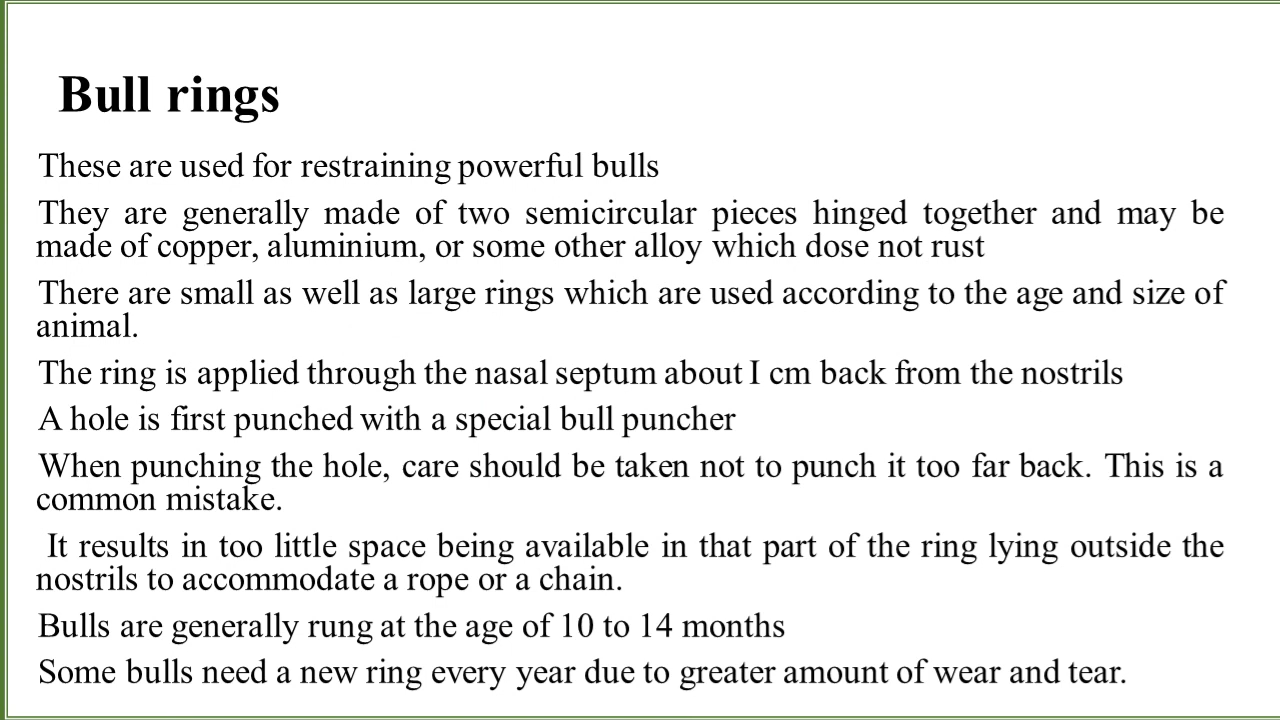 Bull rings
These are used for restraining powerful bulls
They are generally made of two semicircular pieces hinged together and may be
made of copper, aluminium, or some other alloy which dose not rust
There are small as well as large rings which are used according to the age and size of
animal.
The ring is applied through the nasal septum about I cm back from the nostrils
A hole is first punched with a special bull puncher
When punching the hole, care should be taken not to punch it too far back. This is a
common mistake.
It results in too little space being available in that part of the ring lying outside the
nostrils to accommodate a rope or a chain.
Bulls are generally rung at the age of 10 to 14 months
Some bulls need a new ring every year due to greater amount of wear and tear.